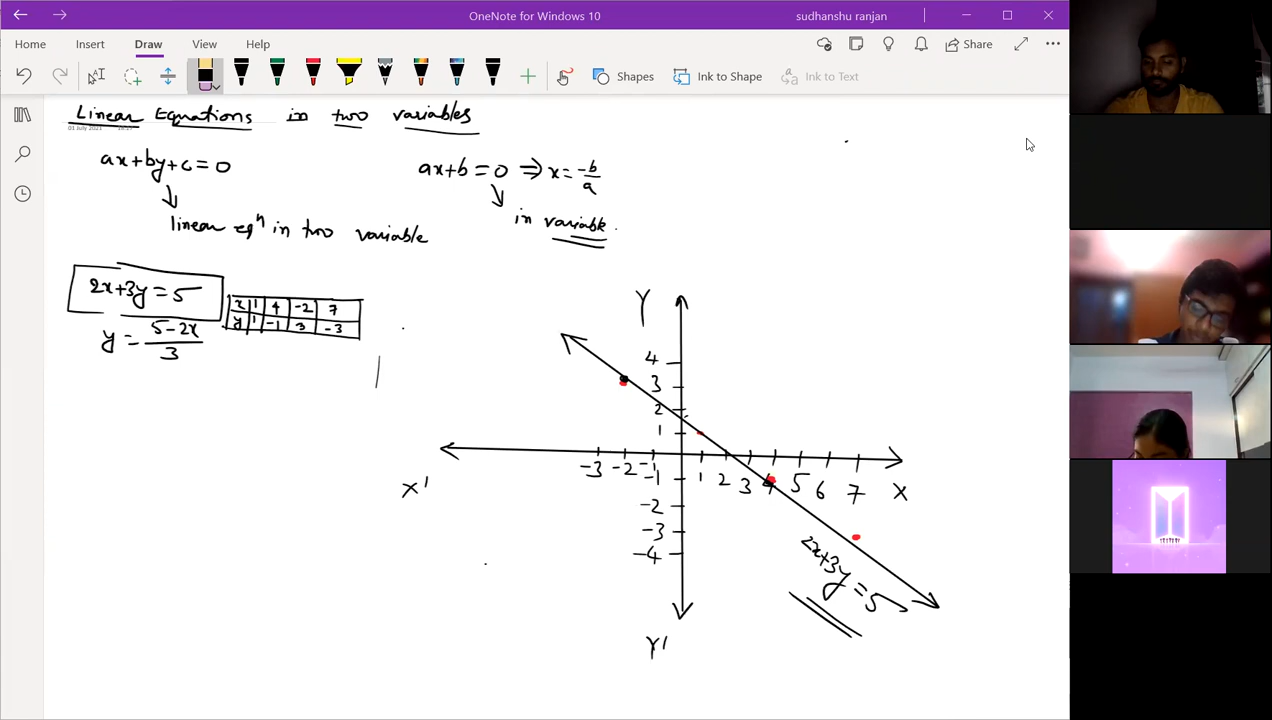 OneNote for Windows 10
sudhanshu ranjan
Home Insert Draw View Help
Share
Shapes Ink to Shape Ink to Text
Linear Equations in two variables
01 July 2021
ax+by+c=0
ax+b=0 ⇒ x=-b/a
linear eqⁿ in two variable
in variable.
2x+3y=5
x 1 4 -2 7
y 1 -1 3 -3
y = (5-2x)/3
Y
4
3
2
1
-3 -2 -1 1 2 3 4 5 6 7
X' X
-1
-2
-3
-4
2x+3y=5
Y'